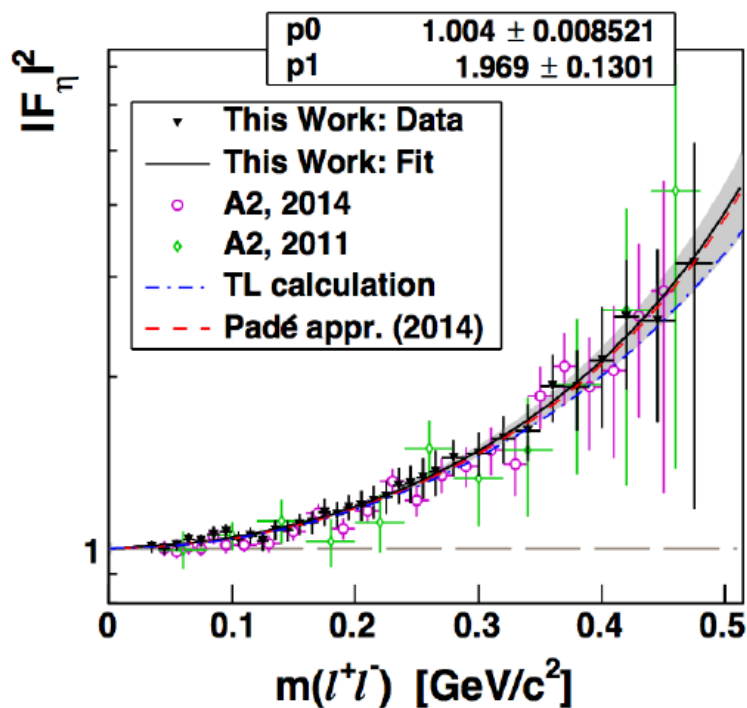 p0 1.004 ± 0.008521
p1 1.969 ± 0.1301
|F_η|²
This Work: Data
This Work: Fit
A2, 2014
A2, 2011
TL calculation
Padé appr. (2014)
1
0 0.1 0.2 0.3 0.4 0.5
m(l⁺l⁻) [GeV/c²]